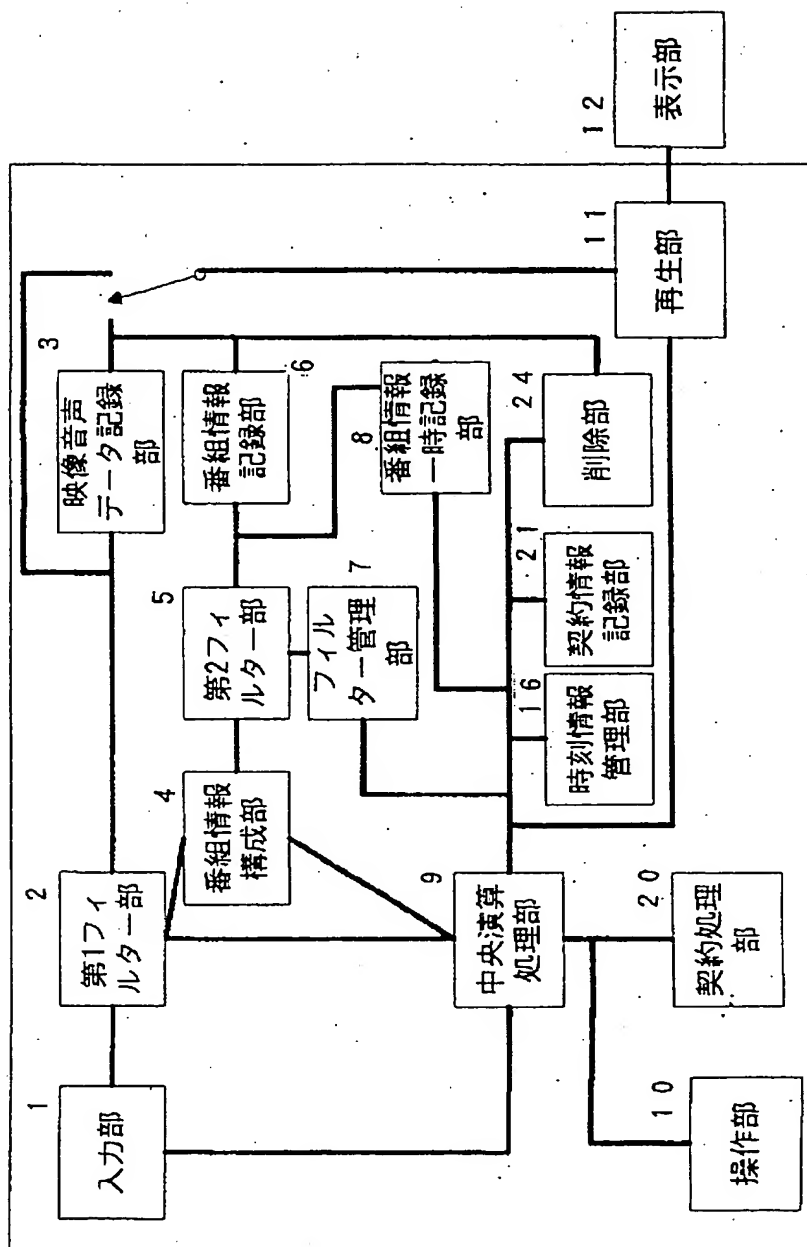 1
入力部
2
第1フィ
ルター部
3
映像音声
データ記録
部
4
番組情報
構成部
5
第2フィ
ルター部
6
番組情報
記録部
7
フィル
ター管理
部
8
番組情報
一時記録
部
9
中央演算
処理部
10
操作部
20
契約処理
部
16
時刻情報
管理部
21
契約情報
記録部
24
削除部
11
再生部
12
表示部